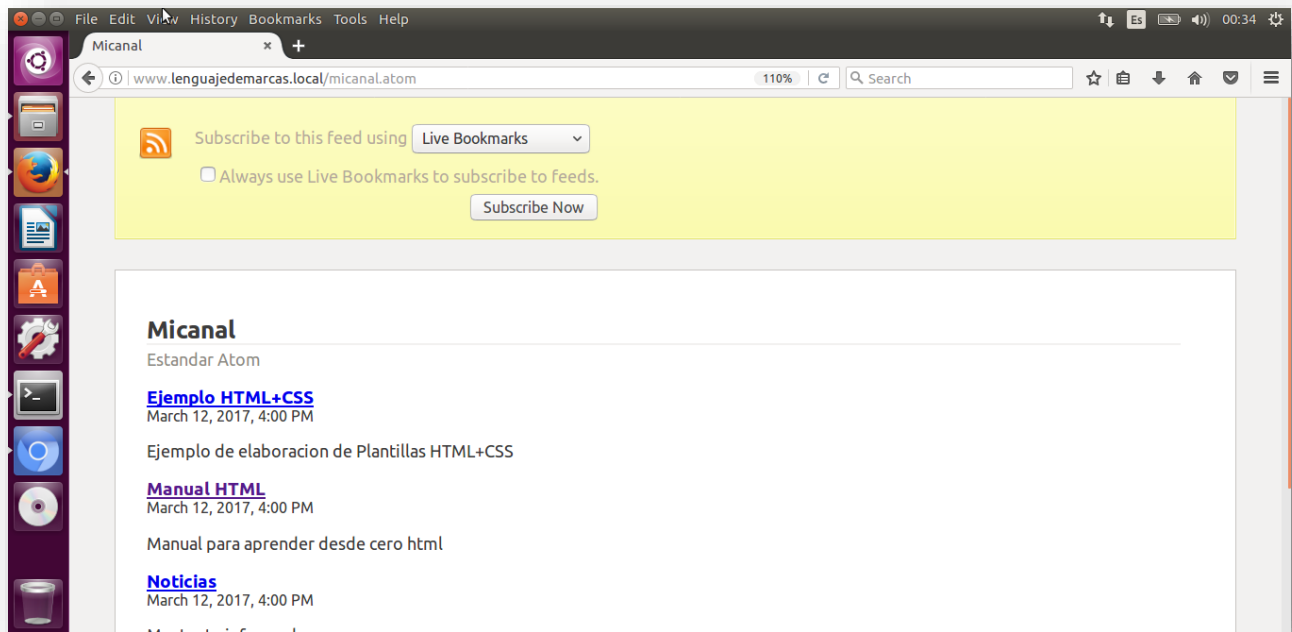 File Edit View History Bookmarks Tools Help
Es
00:34
Micanal
www.lenguajedemarcas.local/micanal.atom
110%
Search
Subscribe to this feed using Live Bookmarks
Always use Live Bookmarks to subscribe to feeds.
Subscribe Now
Micanal
Estandar Atom
Ejemplo HTML+CSS
March 12, 2017, 4:00 PM
Ejemplo de elaboracion de Plantillas HTML+CSS
Manual HTML
March 12, 2017, 4:00 PM
Manual para aprender desde cero html
Noticias
March 12, 2017, 4:00 PM